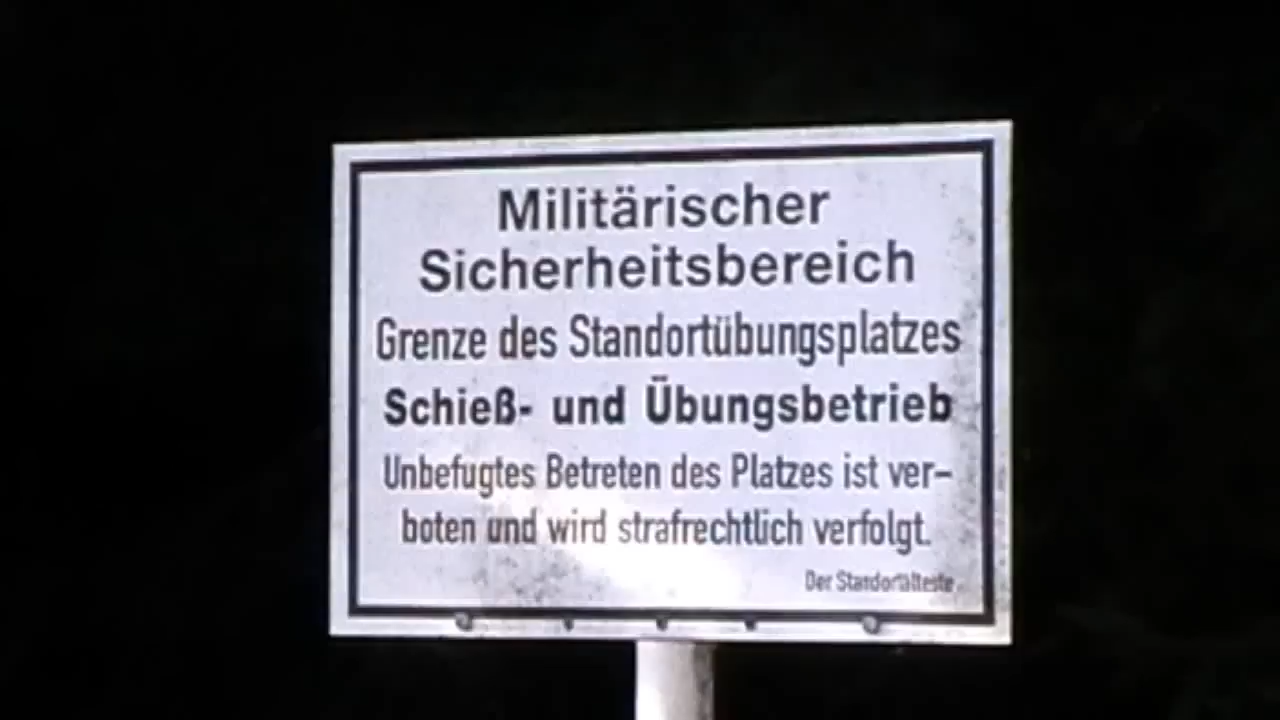 Militärischer
Sicherheitsbereich
Grenze des Standortübungsplatzes
Schieß- und Übungsbetrieb
Unbefugtes Betreten des Platzes ist ver-
boten und wird strafrechtlich verfolgt.
Der Standortälteste